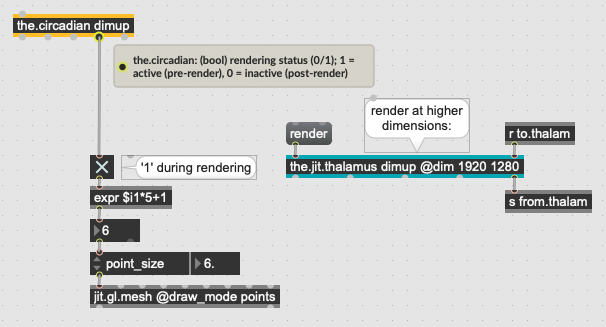 the.circadian dimup
the.circadian: (bool) rendering status (0/1); 1 =
active (pre-render), 0 = inactive (post-render)
render at higher
dimensions:
render
r to.thalam
'1' during rendering
the.jit.thalamus dimup @dim 1920 1280
expr $i1*5+1
s from.thalam
6
point_size
6.
jit.gl.mesh @draw_mode points